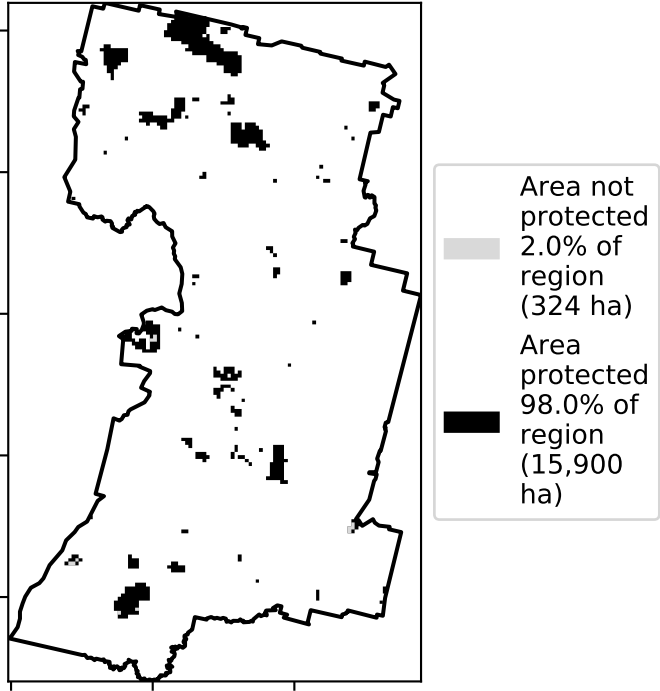 Area not
protected
2.0% of
region
(324 ha)
Area
protected
98.0% of
region
(15,900
ha)